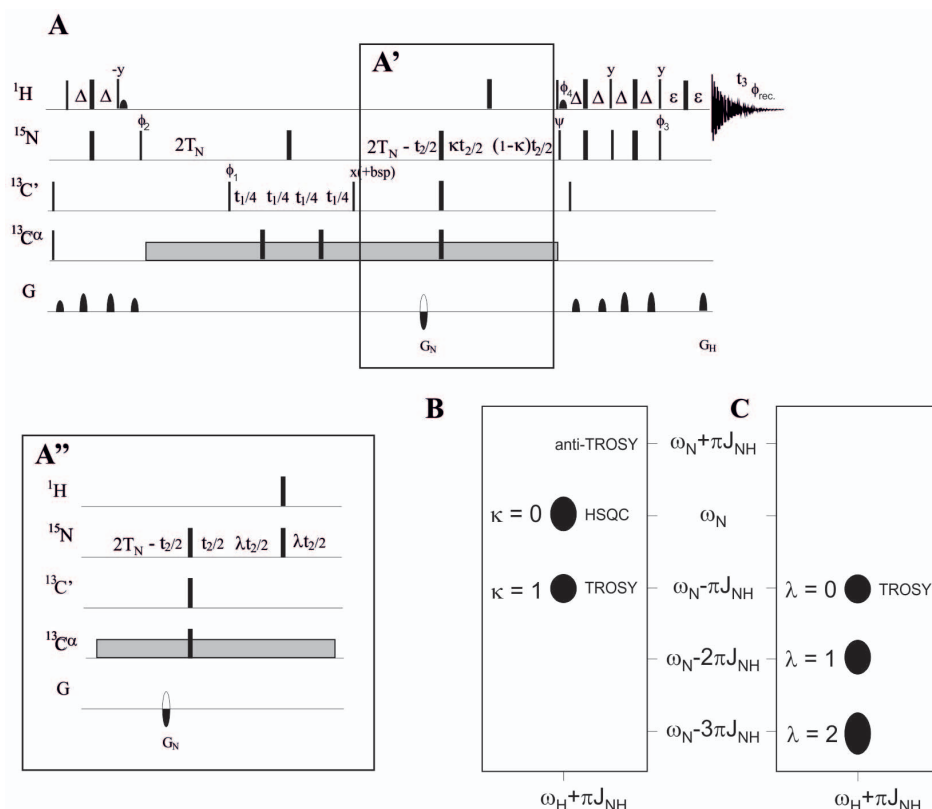 A
A'
-y
ϕ₄
y
y
t₃
ϕrec.
¹H
Δ Δ
Δ Δ Δ Δ ε ε
ϕ₂
ψ
ϕ₃
¹⁵N
2T_N
2T_N - t₂/2
κt₂/2
(1-κ)t₂/2
ϕ₁
x(+bsp)
¹³C'
t₁/4 t₁/4 t₁/4 t₁/4
¹³Cα
G
G_N
G_H
A''
¹H
¹⁵N
2T_N - t₂/2
t₂/2
λt₂/2
λt₂/2
¹³C'
¹³Cα
G
G_N
B
C
anti-TROSY
ω_N+πJ_NH
κ = 0
HSQC
ω_N
κ = 1
TROSY
ω_N-πJ_NH
λ = 0
TROSY
ω_N-2πJ_NH
λ = 1
ω_N-3πJ_NH
λ = 2
ω_H+πJ_NH
ω_H+πJ_NH